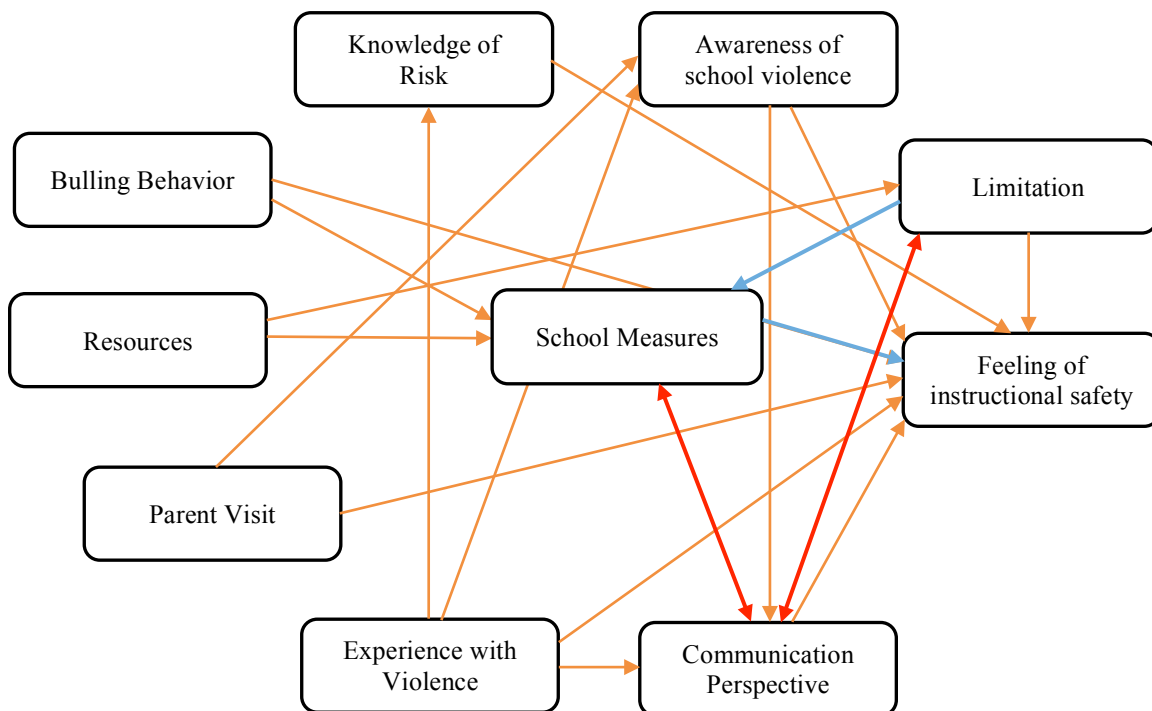 Knowledge of
Risk
Awareness of
school violence
Bulling Behavior
Limitation
Resources
School Measures
Feeling of
instructional safety
Parent Visit
Experience with
Violence
Communication
Perspective